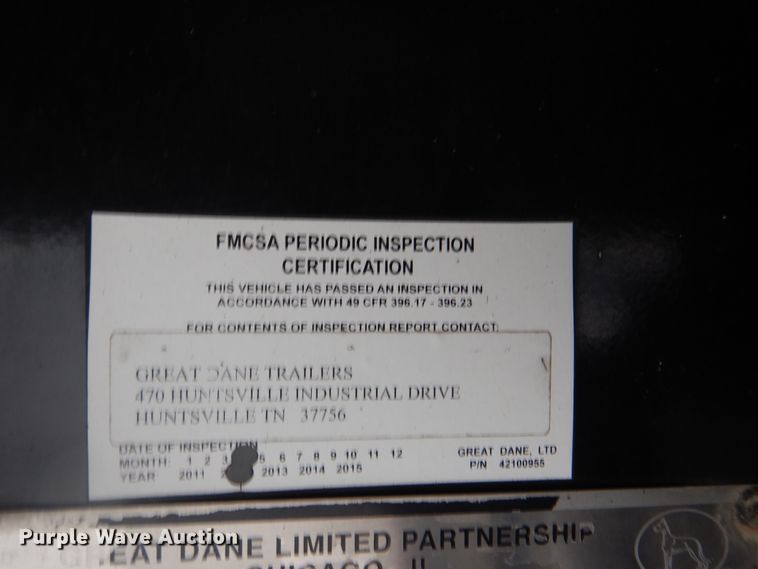 FMCSA PERIODIC INSPECTION
CERTIFICATION
THIS VEHICLE HAS PASSED AN INSPECTION IN
ACCORDANCE WITH 49 CFR 396.17 - 396.23
FOR CONTENTS OF INSPECTION REPORT CONTACT:
GREAT DANE TRAILERS
470 HUNTSVILLE INDUSTRIAL DRIVE
HUNTSVILLE TN 37756
DATE OF INSPECTION
MONTH: 1 2 3 5 6 7 8 9 10 11 12
YEAR 2011 2013 2014 2015
GREAT DANE, LTD
P/N 42100955
GREAT DANE LIMITED PARTNERSHIP
CHICAGO, IL
Purple Wave Auction